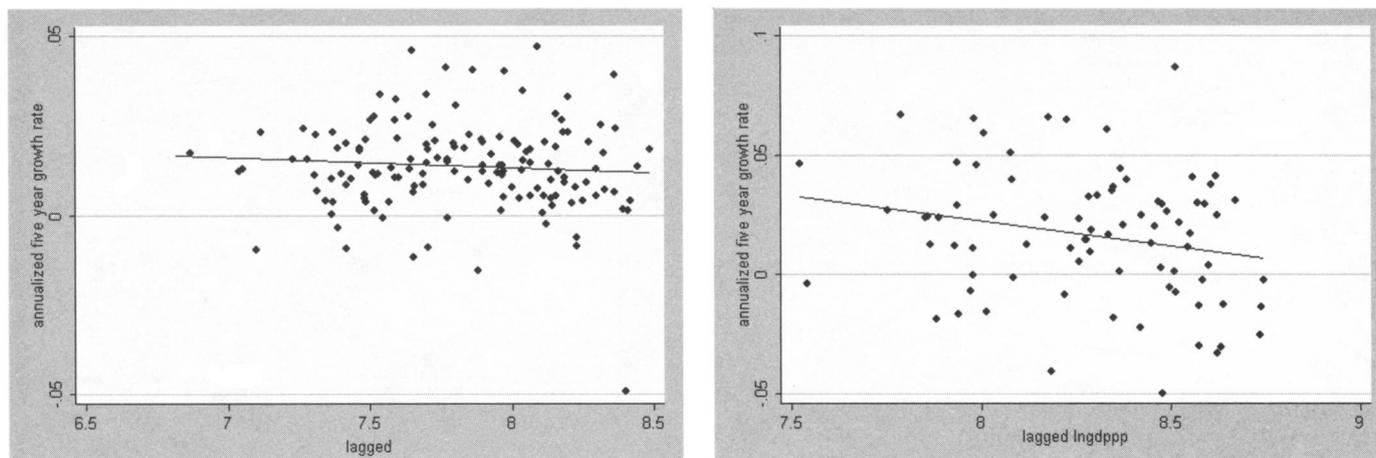 annualized five year growth rate
.05
0
-.05
6.5 7 7.5 8 8.5
lagged
annualized five year growth rate
.1
.05
0
-.05
7.5 8 8.5 9
lagged lngdppp